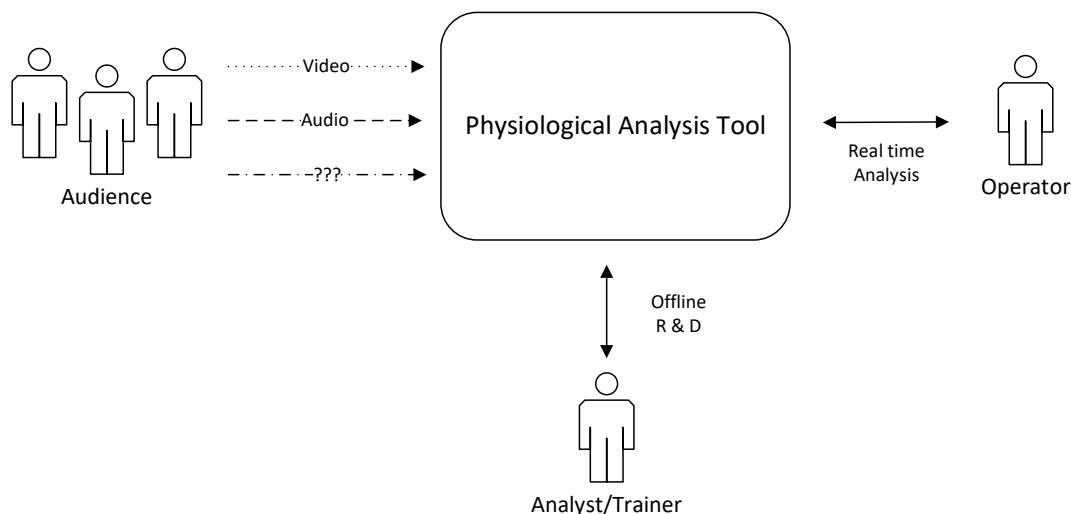 Video
Audio
???
Audience
Physiological Analysis Tool
Real time
Analysis
Operator
Offline
R & D
Analyst/Trainer